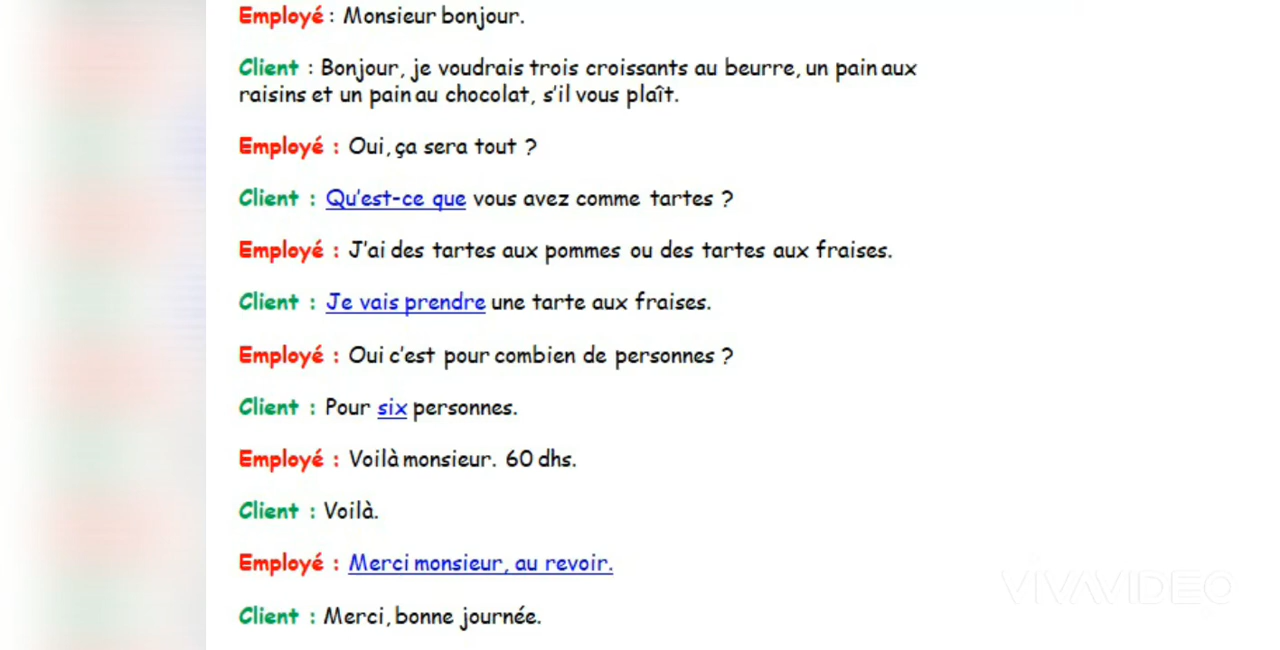 Employé : Monsieur bonjour.
Client : Bonjour, je voudrais trois croissants au beurre, un pain aux
raisins et un pain au chocolat, s'il vous plaît.
Employé : Oui, ça sera tout ?
Client : Qu'est-ce que vous avez comme tartes ?
Employé : J'ai des tartes aux pommes ou des tartes aux fraises.
Client : Je vais prendre une tarte aux fraises.
Employé : Oui c'est pour combien de personnes ?
Client : Pour six personnes.
Employé : Voilà monsieur. 60 dhs.
Client : Voilà.
Employé : Merci monsieur, au revoir.
Client : Merci, bonne journée.
VIVAVIDEO